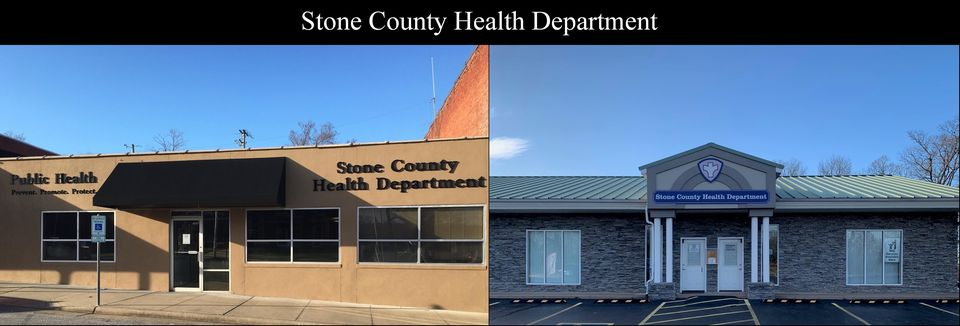 Stone County Health Department
Public Health
Prevent. Promote. Protect.
Stone County
Health Department
Stone County Health Department